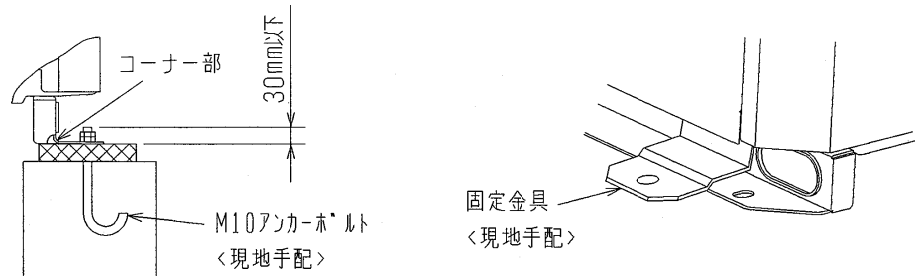 コーナー部
30mm以下
M10アンカーボルト
<現地手配>
固定金具
<現地手配>